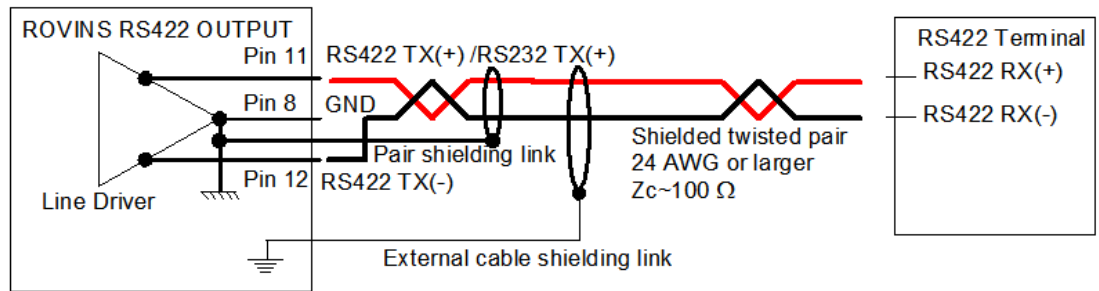 ROVINS RS422 OUTPUT
Pin 11
RS422 TX(+) /RS232 TX(+)
Pin 8
GND
Pair shielding link
Pin 12
RS422 TX(-)
Line Driver
External cable shielding link
Shielded twisted pair
24 AWG or larger
Zc~100 Ω
RS422 Terminal
RS422 RX(+)
RS422 RX(-)